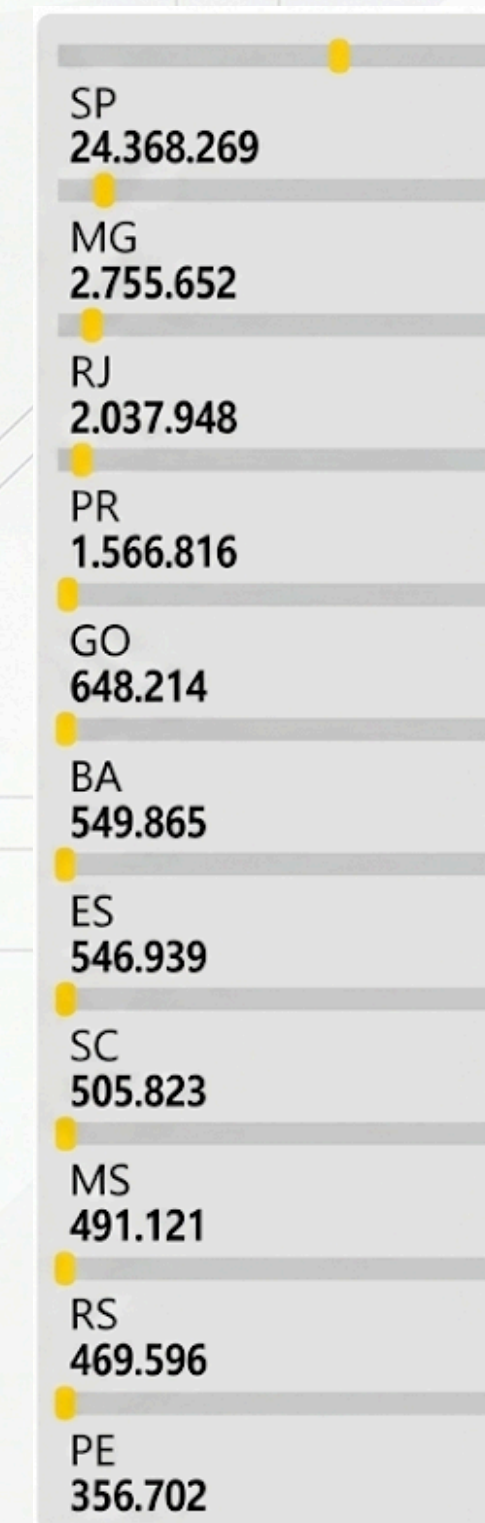 SP
24.368.269
MG
2.755.652
RJ
2.037.948
PR
1.566.816
GO
648.214
BA
549.865
ES
546.939
SC
505.823
MS
491.121
RS
469.596
PE
356.702